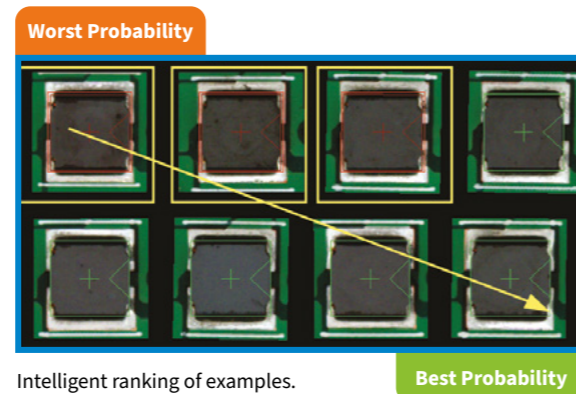 Worst Probability
Intelligent ranking of examples.
Best Probability